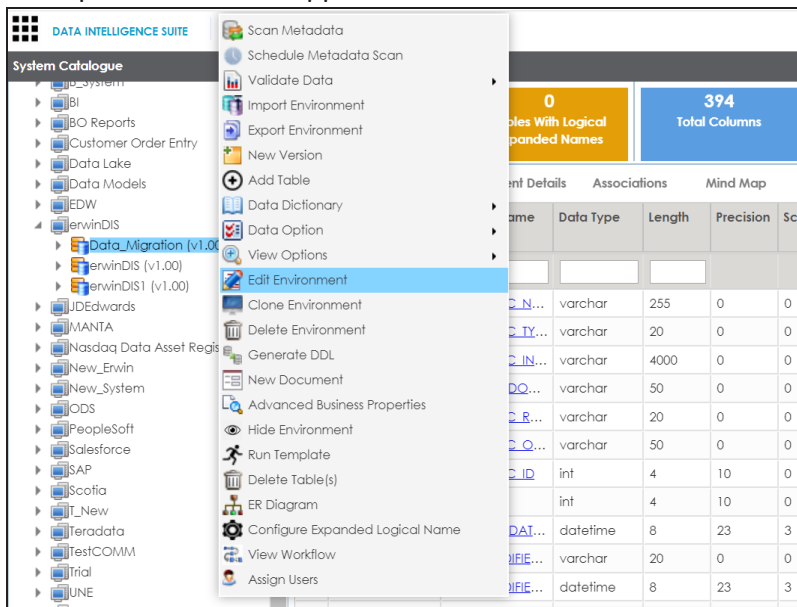 DATA INTELLIGENCE SUITE
System Catalogue
B_System
BI
BO Reports
Customer Order Entry
Data Lake
Data Models
EDW
erwinDIS
Data_Migration (v1.00
erwinDIS (v1.00)
erwinDIS1 (v1.00)
JDEdwards
MANTA
Nasdaq Data Asset Regis
New_Erwin
New_System
ODS
PeopleSoft
Salesforce
SAP
Scotia
T_New
Teradata
TestCOMM
Trial
UNE
Scan Metadata
Schedule Metadata Scan
Validate Data
Import Environment
Export Environment
New Version
Add Table
Data Dictionary
Data Option
View Options
Edit Environment
Clone Environment
Delete Environment
Generate DDL
New Document
Advanced Business Properties
Hide Environment
Run Template
Delete Table(s)
ER Diagram
Configure Expanded Logical Name
View Workflow
Assign Users
0
With Logical
Names
394
Total Columns
Details Associations Mind Map
Data Type Length Precision
varchar 255 0 0
varchar 20 0 0
varchar 4000 0 0
varchar 50 0 0
varchar 20 0 0
varchar 50 0 0
int 4 10 0
int 4 10 0
datetime 8 23 3
varchar 20 0 0
datetime 8 23 3